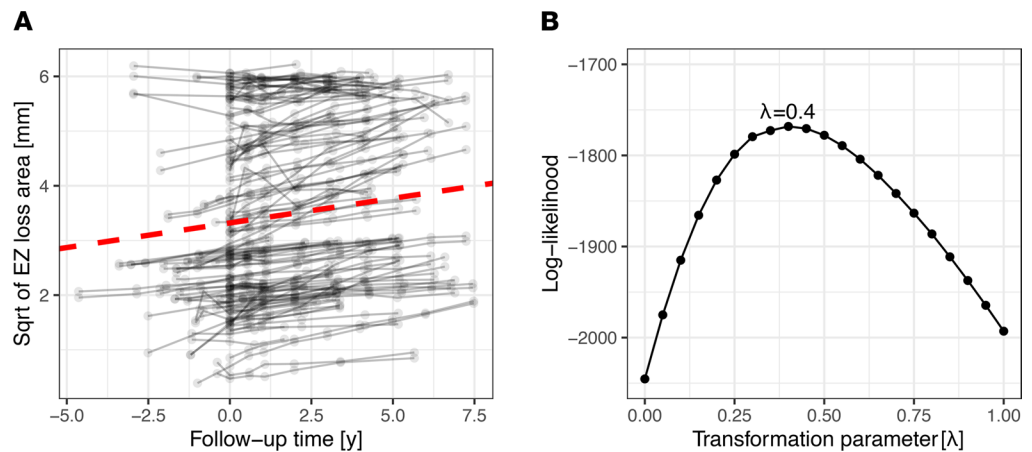 A
Sqrt of EZ loss area [mm]
6
4
2
−5.0 −2.5 0.0 2.5 5.0 7.5
Follow−up time [y]
B
Log−likelihood
−1700
−1800
−1900
−2000
λ=0.4
0.00 0.25 0.50 0.75 1.00
Transformation parameter[λ]